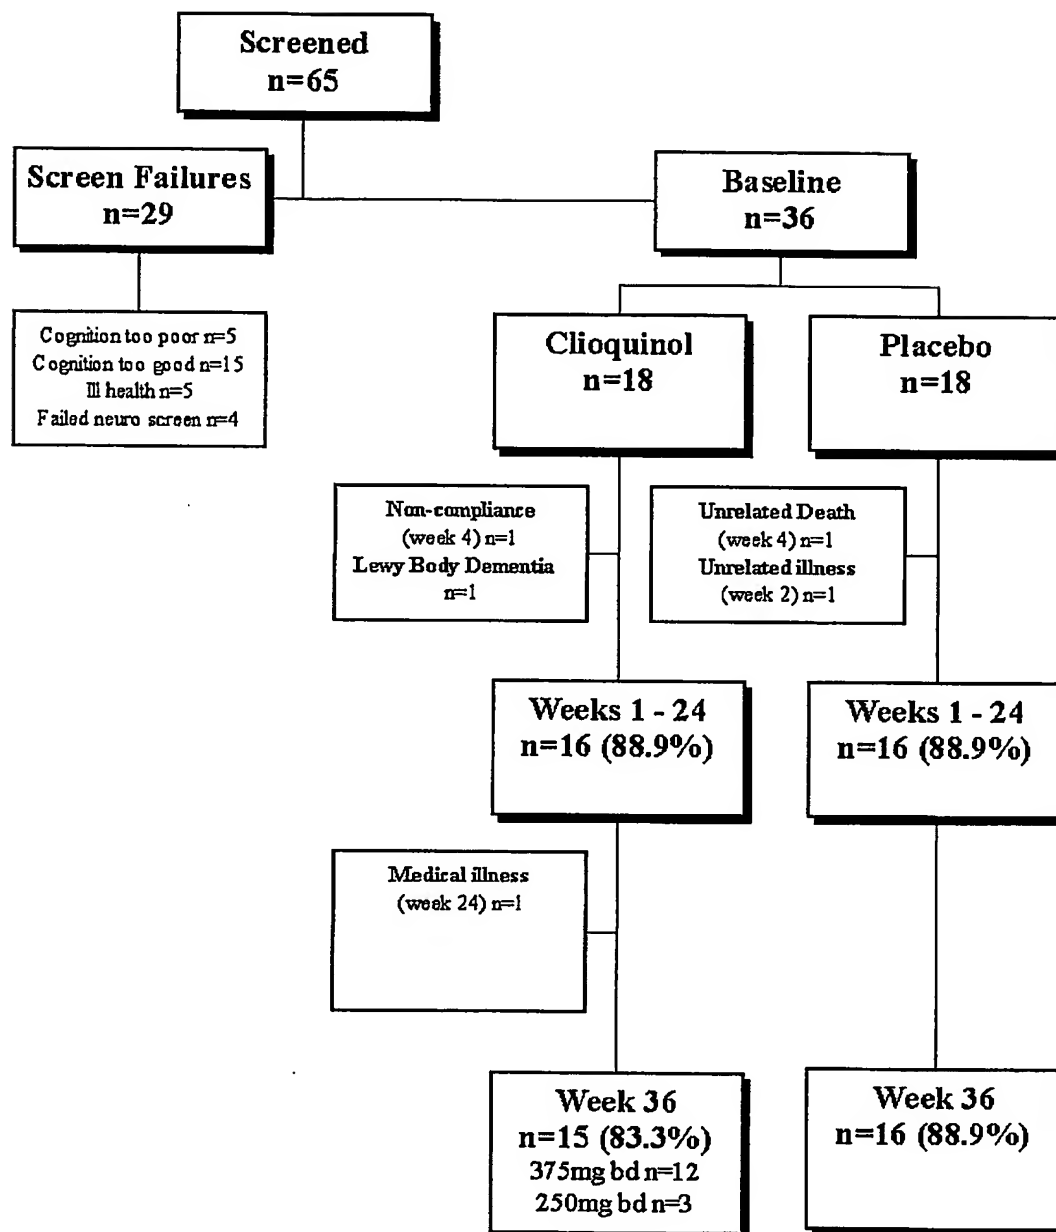 Screened
n=65
Screen Failures
n=29
Baseline
n=36
Cognition too poor n=5
Cognition too good n=15
Ill health n=5
Failed neuro screen n=4
Clioquinol
n=18
Placebo
n=18
Non-compliance
(week 4) n=1
Lewy Body Dementia
n=1
Unrelated Death
(week 4) n=1
Unrelated illness
(week 2) n=1
Weeks 1 - 24
n=16 (88.9%)
Weeks 1 - 24
n=16 (88.9%)
Medical illness
(week 24) n=1
Week 36
n=15 (83.3%)
375mg bd n=12
250mg bd n=3
Week 36
n=16 (88.9%)